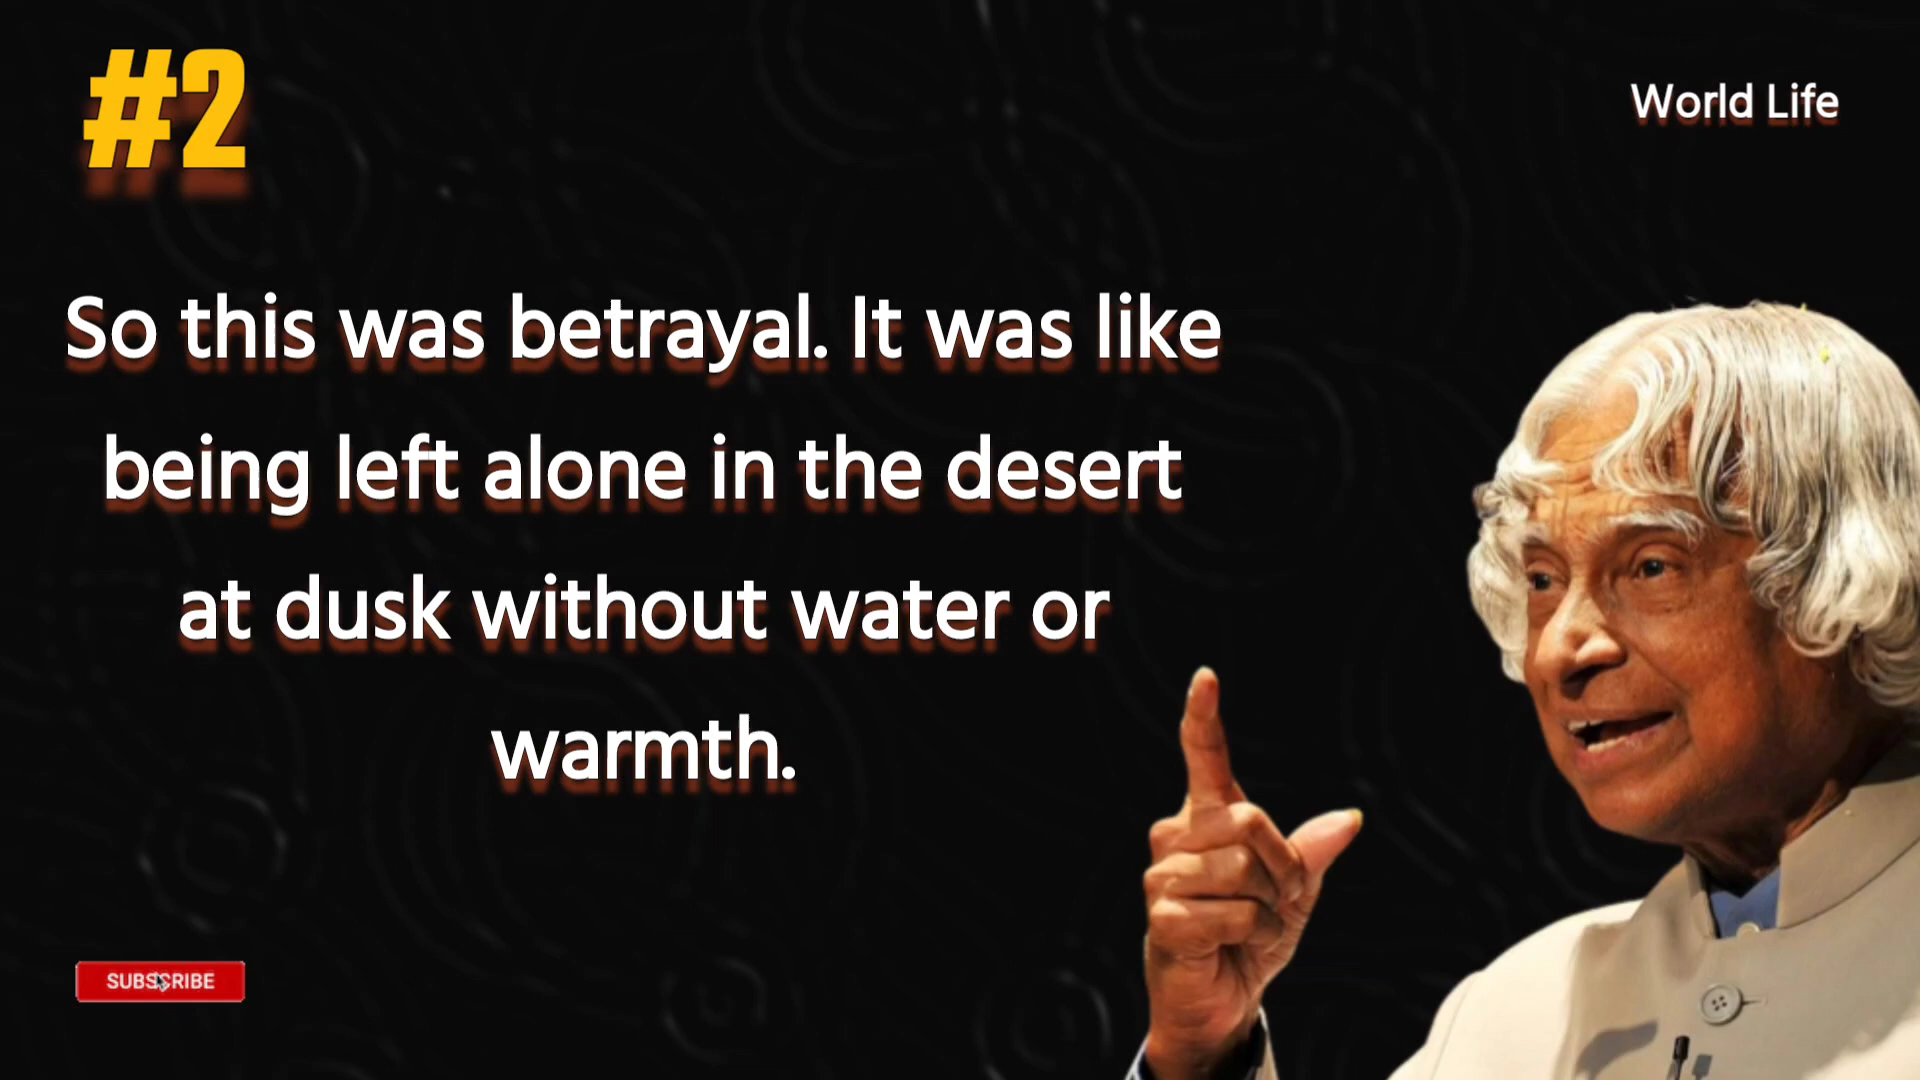 #2
World Life
So this was betrayal. It was like
being left alone in the desert
at dusk without water or
warmth.
SUBSCRIBE